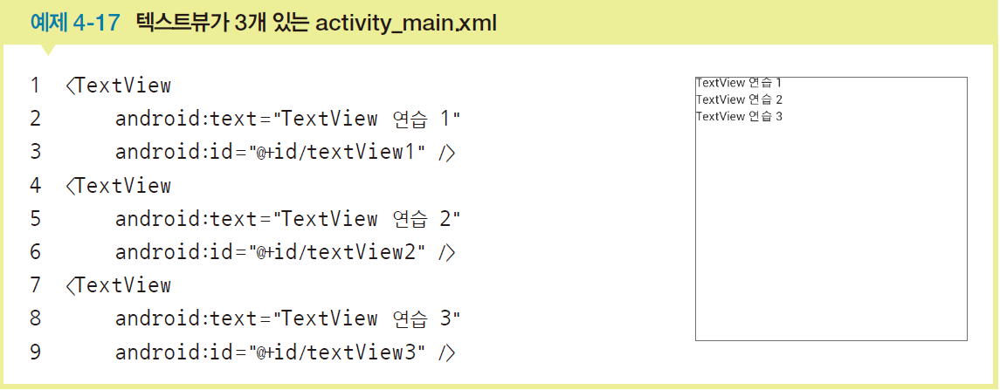 예제 4-17 텍스트뷰가 3개 있는 activity_main.xml
1 <TextView
2 android:text="TextView 연습 1"
3 android:id="@+id/textView1" />
4 <TextView
5 android:text="TextView 연습 2"
6 android:id="@+id/textView2" />
7 <TextView
8 android:text="TextView 연습 3"
9 android:id="@+id/textView3" />
TextView 연습 1
TextView 연습 2
TextView 연습 3